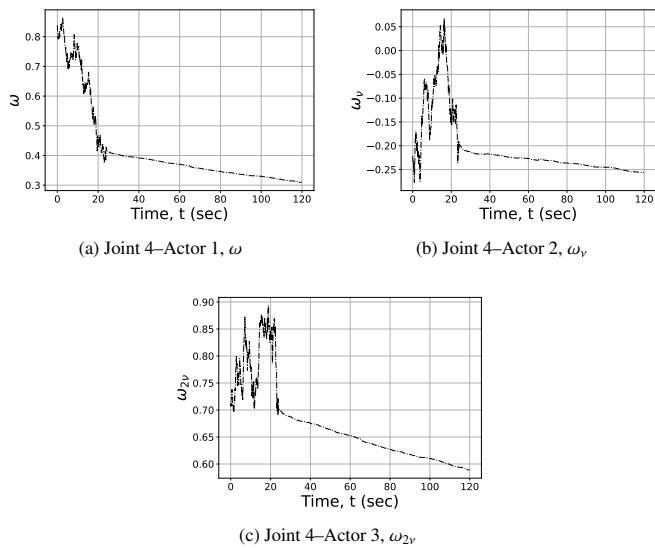 0.8
0.7
0.6
0.5
0.4
0.3
ω
0 20 40 60 80 100 120
Time, t (sec)
(a) Joint 4–Actor 1, ω
0.05
0.00
−0.05
−0.10
−0.15
−0.20
−0.25
ων
0 20 40 60 80 100 120
Time, t (sec)
(b) Joint 4–Actor 2, ων
0.90
0.85
0.80
0.75
0.70
0.65
0.60
ω2ν
0 20 40 60 80 100 120
Time, t (sec)
(c) Joint 4–Actor 3, ω2ν